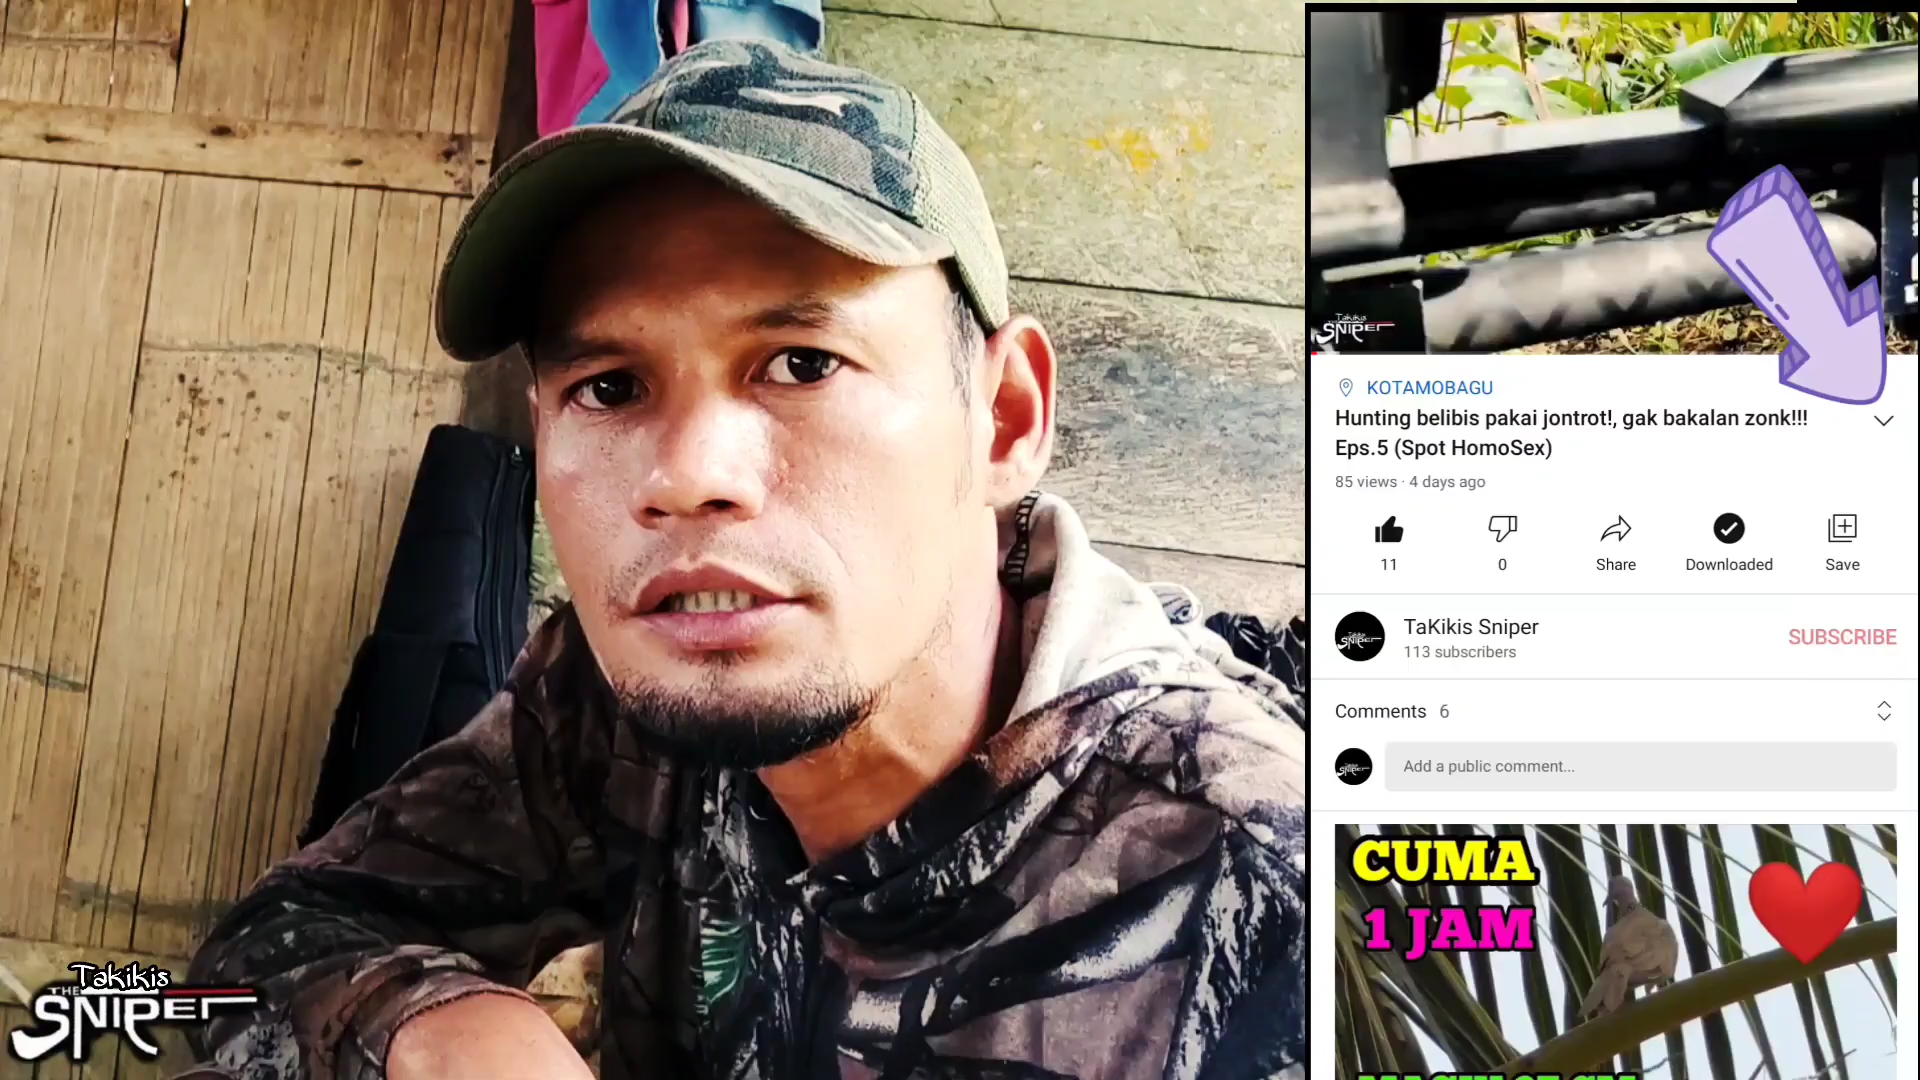 Takikis
THE
SNIPER
Takikis
SNIPER
KOTAMOBAGU
Hunting belibis pakai jontrot!, gak bakalan zonk!!!
Eps.5 (Spot HomoSex)
85 views · 4 days ago
11
0
Share
Downloaded
Save
TaKikis Sniper
113 subscribers
SUBSCRIBE
Comments 6
Add a public comment...
CUMA
1 JAM